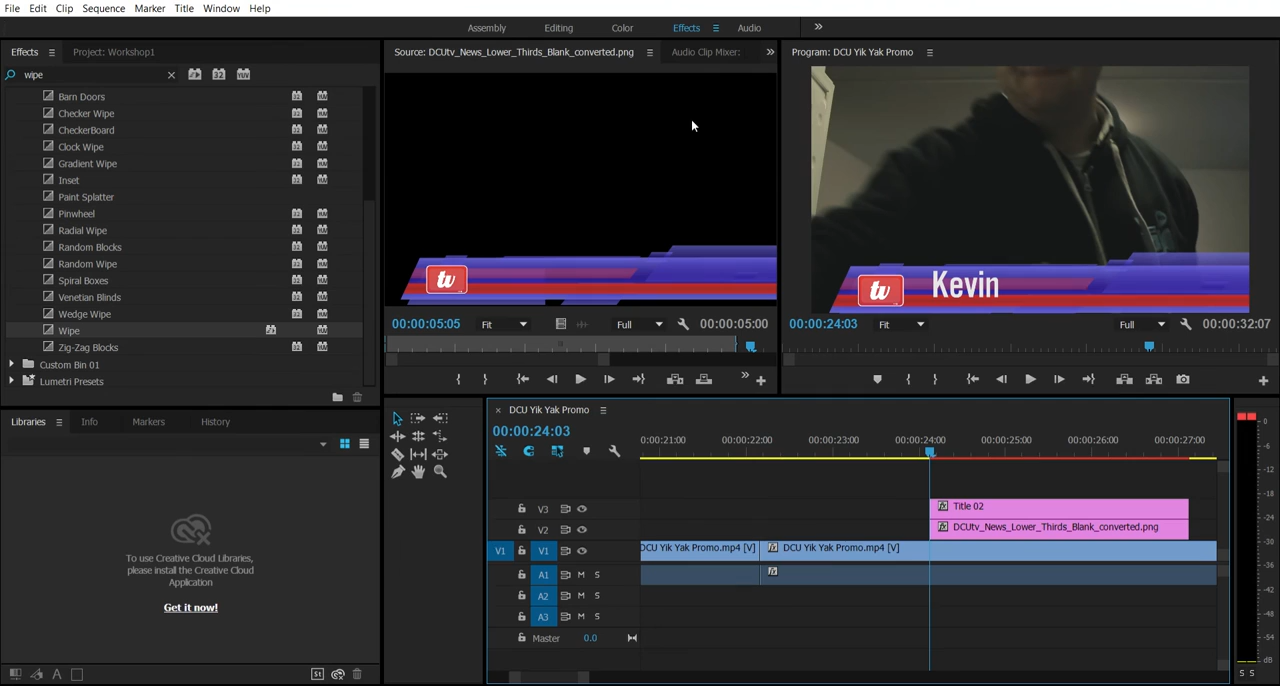 File Edit Clip Sequence Marker Title Window Help
Assembly Editing Color Effects Audio
Effects Project: Workshop1
Source: DCUtv_News_Lower_Thirds_Blank_converted.png Audio Clip Mixer:
Program: DCU Yik Yak Promo
wipe
Barn Doors
Checker Wipe
CheckerBoard
Clock Wipe
Gradient Wipe
Inset
Paint Splatter
Pinwheel
Radial Wipe
Random Blocks
Random Wipe
Spiral Boxes
Venetian Blinds
Wedge Wipe
Wipe
Zig-Zag Blocks
Custom Bin 01
Lumetri Presets
tv
00:00:05:05 Fit Full 00:00:05:00
tv Kevin
00:00:24:03 Fit Full 00:00:32:07
Libraries Info Markers History
To use Creative Cloud Libraries,
please install the Creative Cloud
Application
Get it now!
St
DCU Yik Yak Promo
00:00:24:03
0:00:21:00 00:00:22:00 00:00:23:00 00:00:24:00 00:00:25:00 00:00:26:00 00:00:27:00
V3 Title 02
V2 DCUtv_News_Lower_Thirds_Blank_converted.png
V1 V1 DCU Yik Yak Promo.mp4 [V] DCU Yik Yak Promo.mp4 [V]
A1 M S
A2 M S
A3 M S
Master 0.0
0
-6
-12
-18
-24
-30
-36
-42
-48
-54
dB
S S